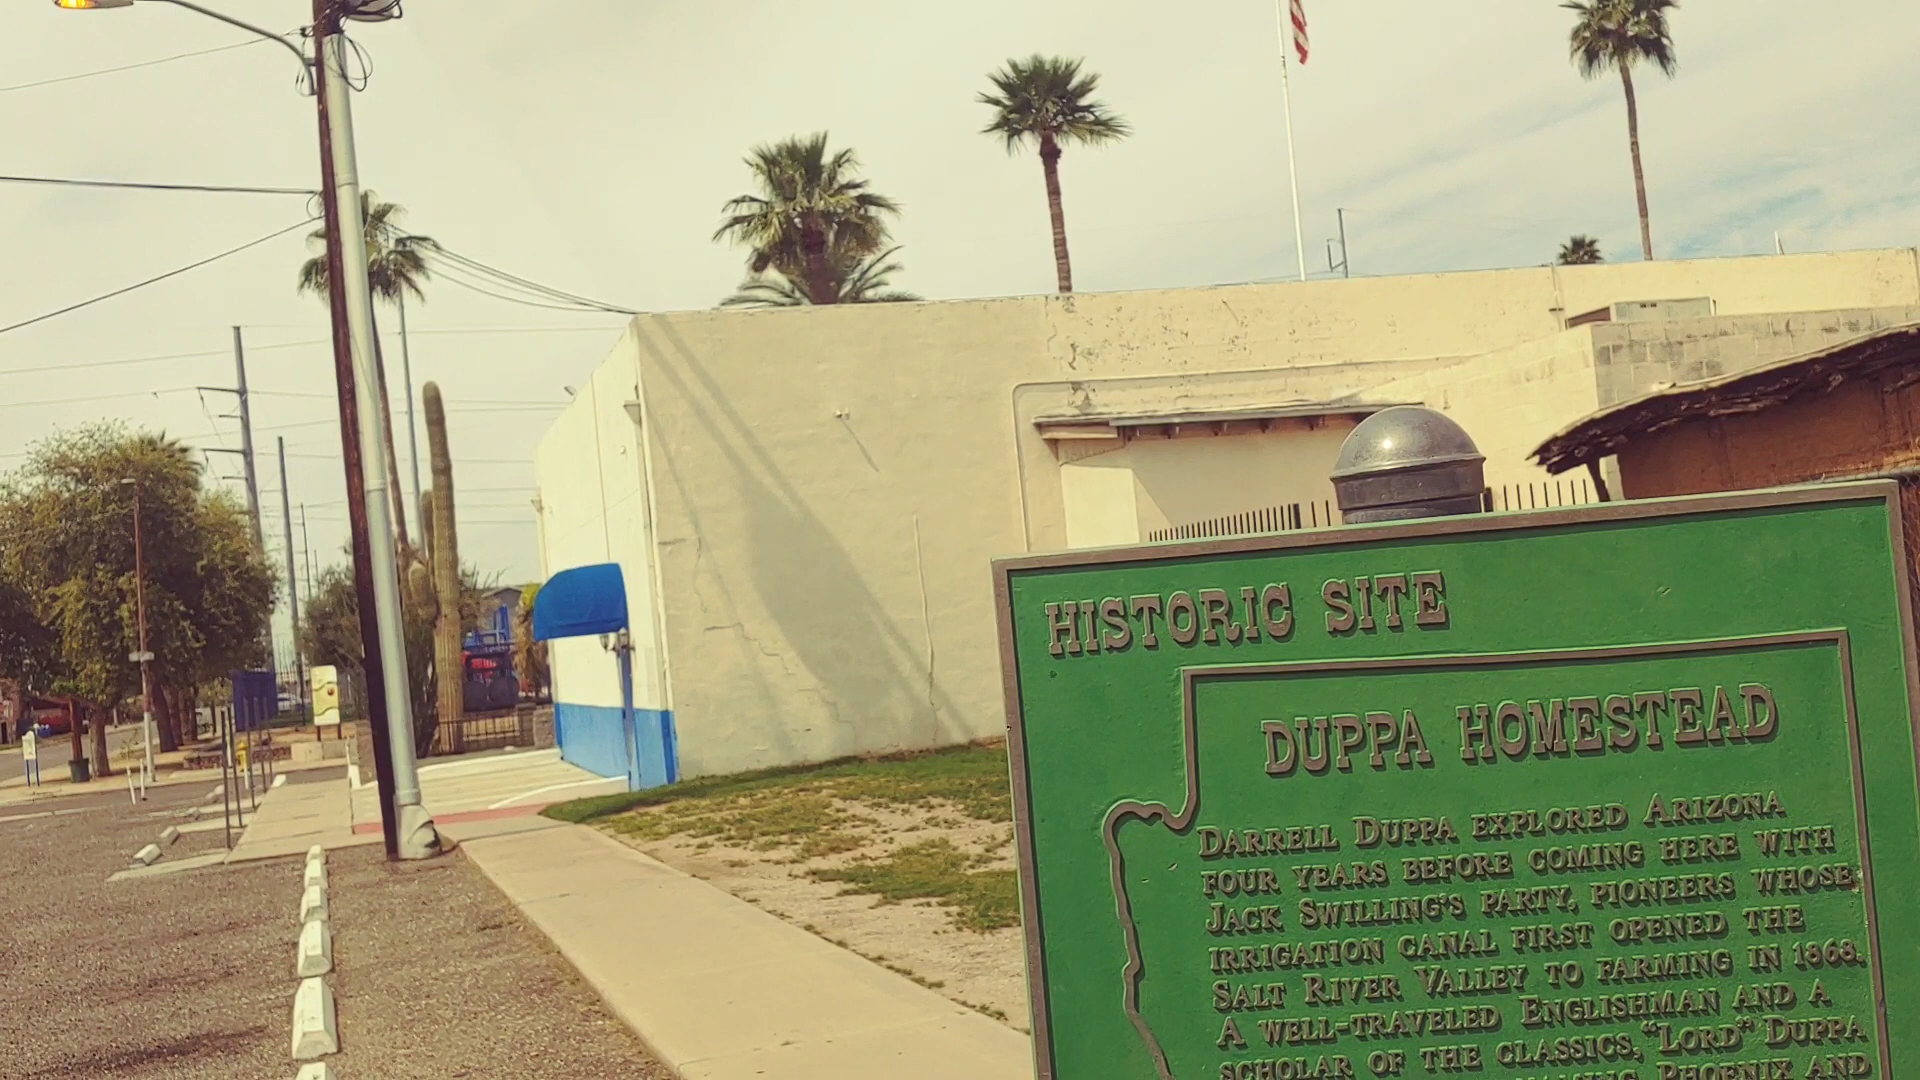 HISTORIC SITE
DUPPA HOMESTEAD
DARRELL DUPPA EXPLORED ARIZONA
FOUR YEARS BEFORE COMING HERE WITH
JACK SWILLING'S PARTY, PIONEERS WHOSE
IRRIGATION CANAL FIRST OPENED THE
SALT RIVER VALLEY TO FARMING IN 1868.
A WELL-TRAVELED ENGLISHMAN AND A
SCHOLAR OF THE CLASSICS, "LORD" DUPPA
PHOENIX AND